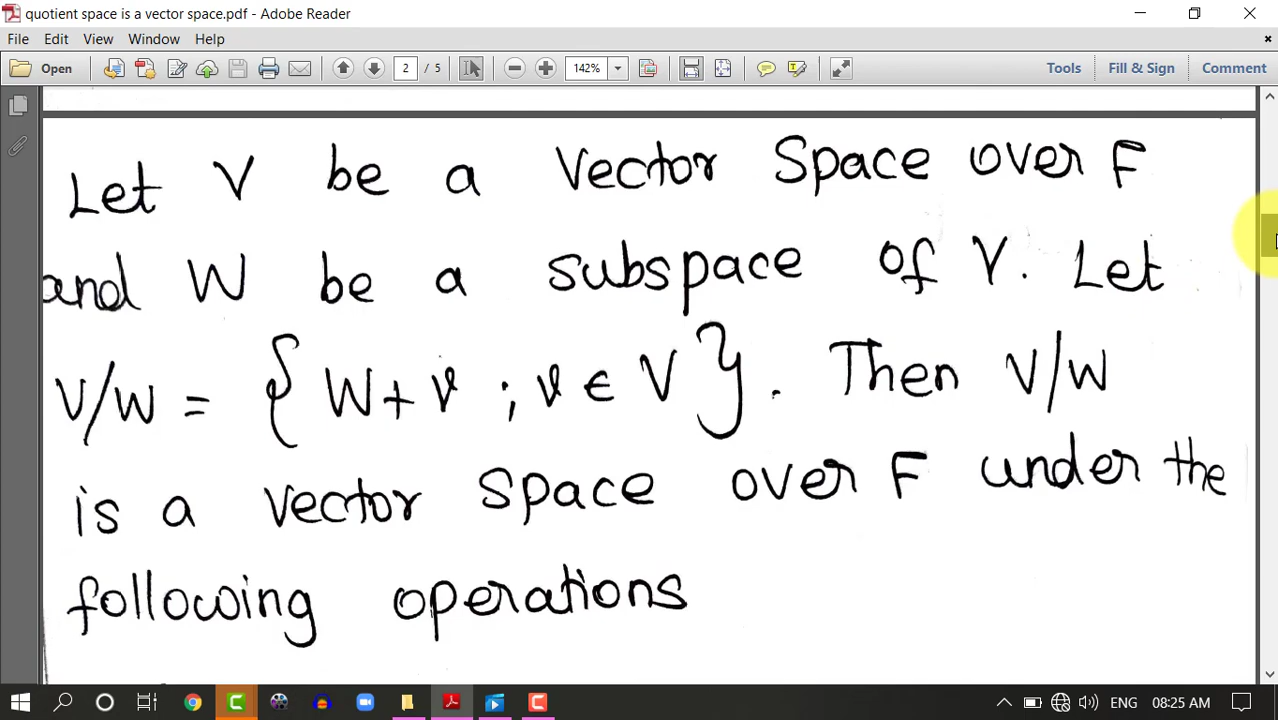 quotient space is a vector space.pdf - Adobe Reader
File Edit View Window Help
Open 2 / 5 142% Tools Fill & Sign Comment
Let V be a Vector Space over F
and W be a subspace of V. Let
V/W = { W+v ; v ∈ V }. Then V/W
is a vector space over F under the
following operations
ENG 08:25 AM